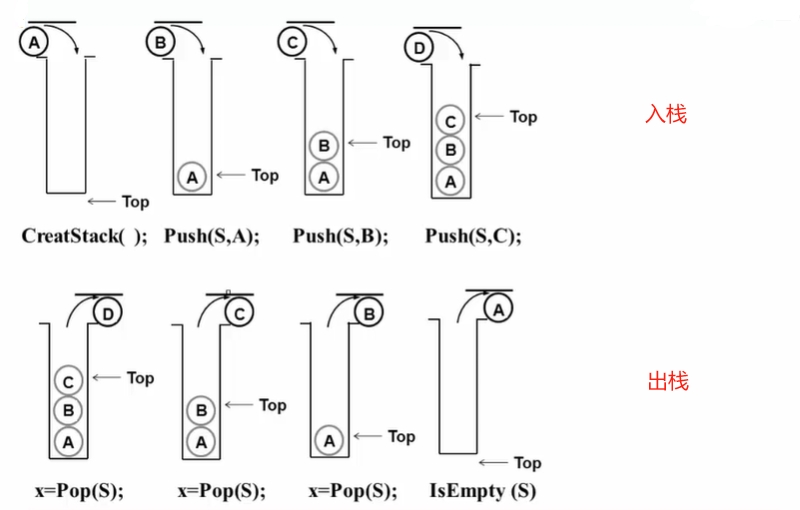 A B C D
C
B B
A A A
Top Top Top Top
入栈
CreatStack( ); Push(S,A); Push(S,B); Push(S,C);
D C B A
C
B B
A A A
Top Top Top Top
出栈
x=Pop(S); x=Pop(S); x=Pop(S); IsEmpty (S)